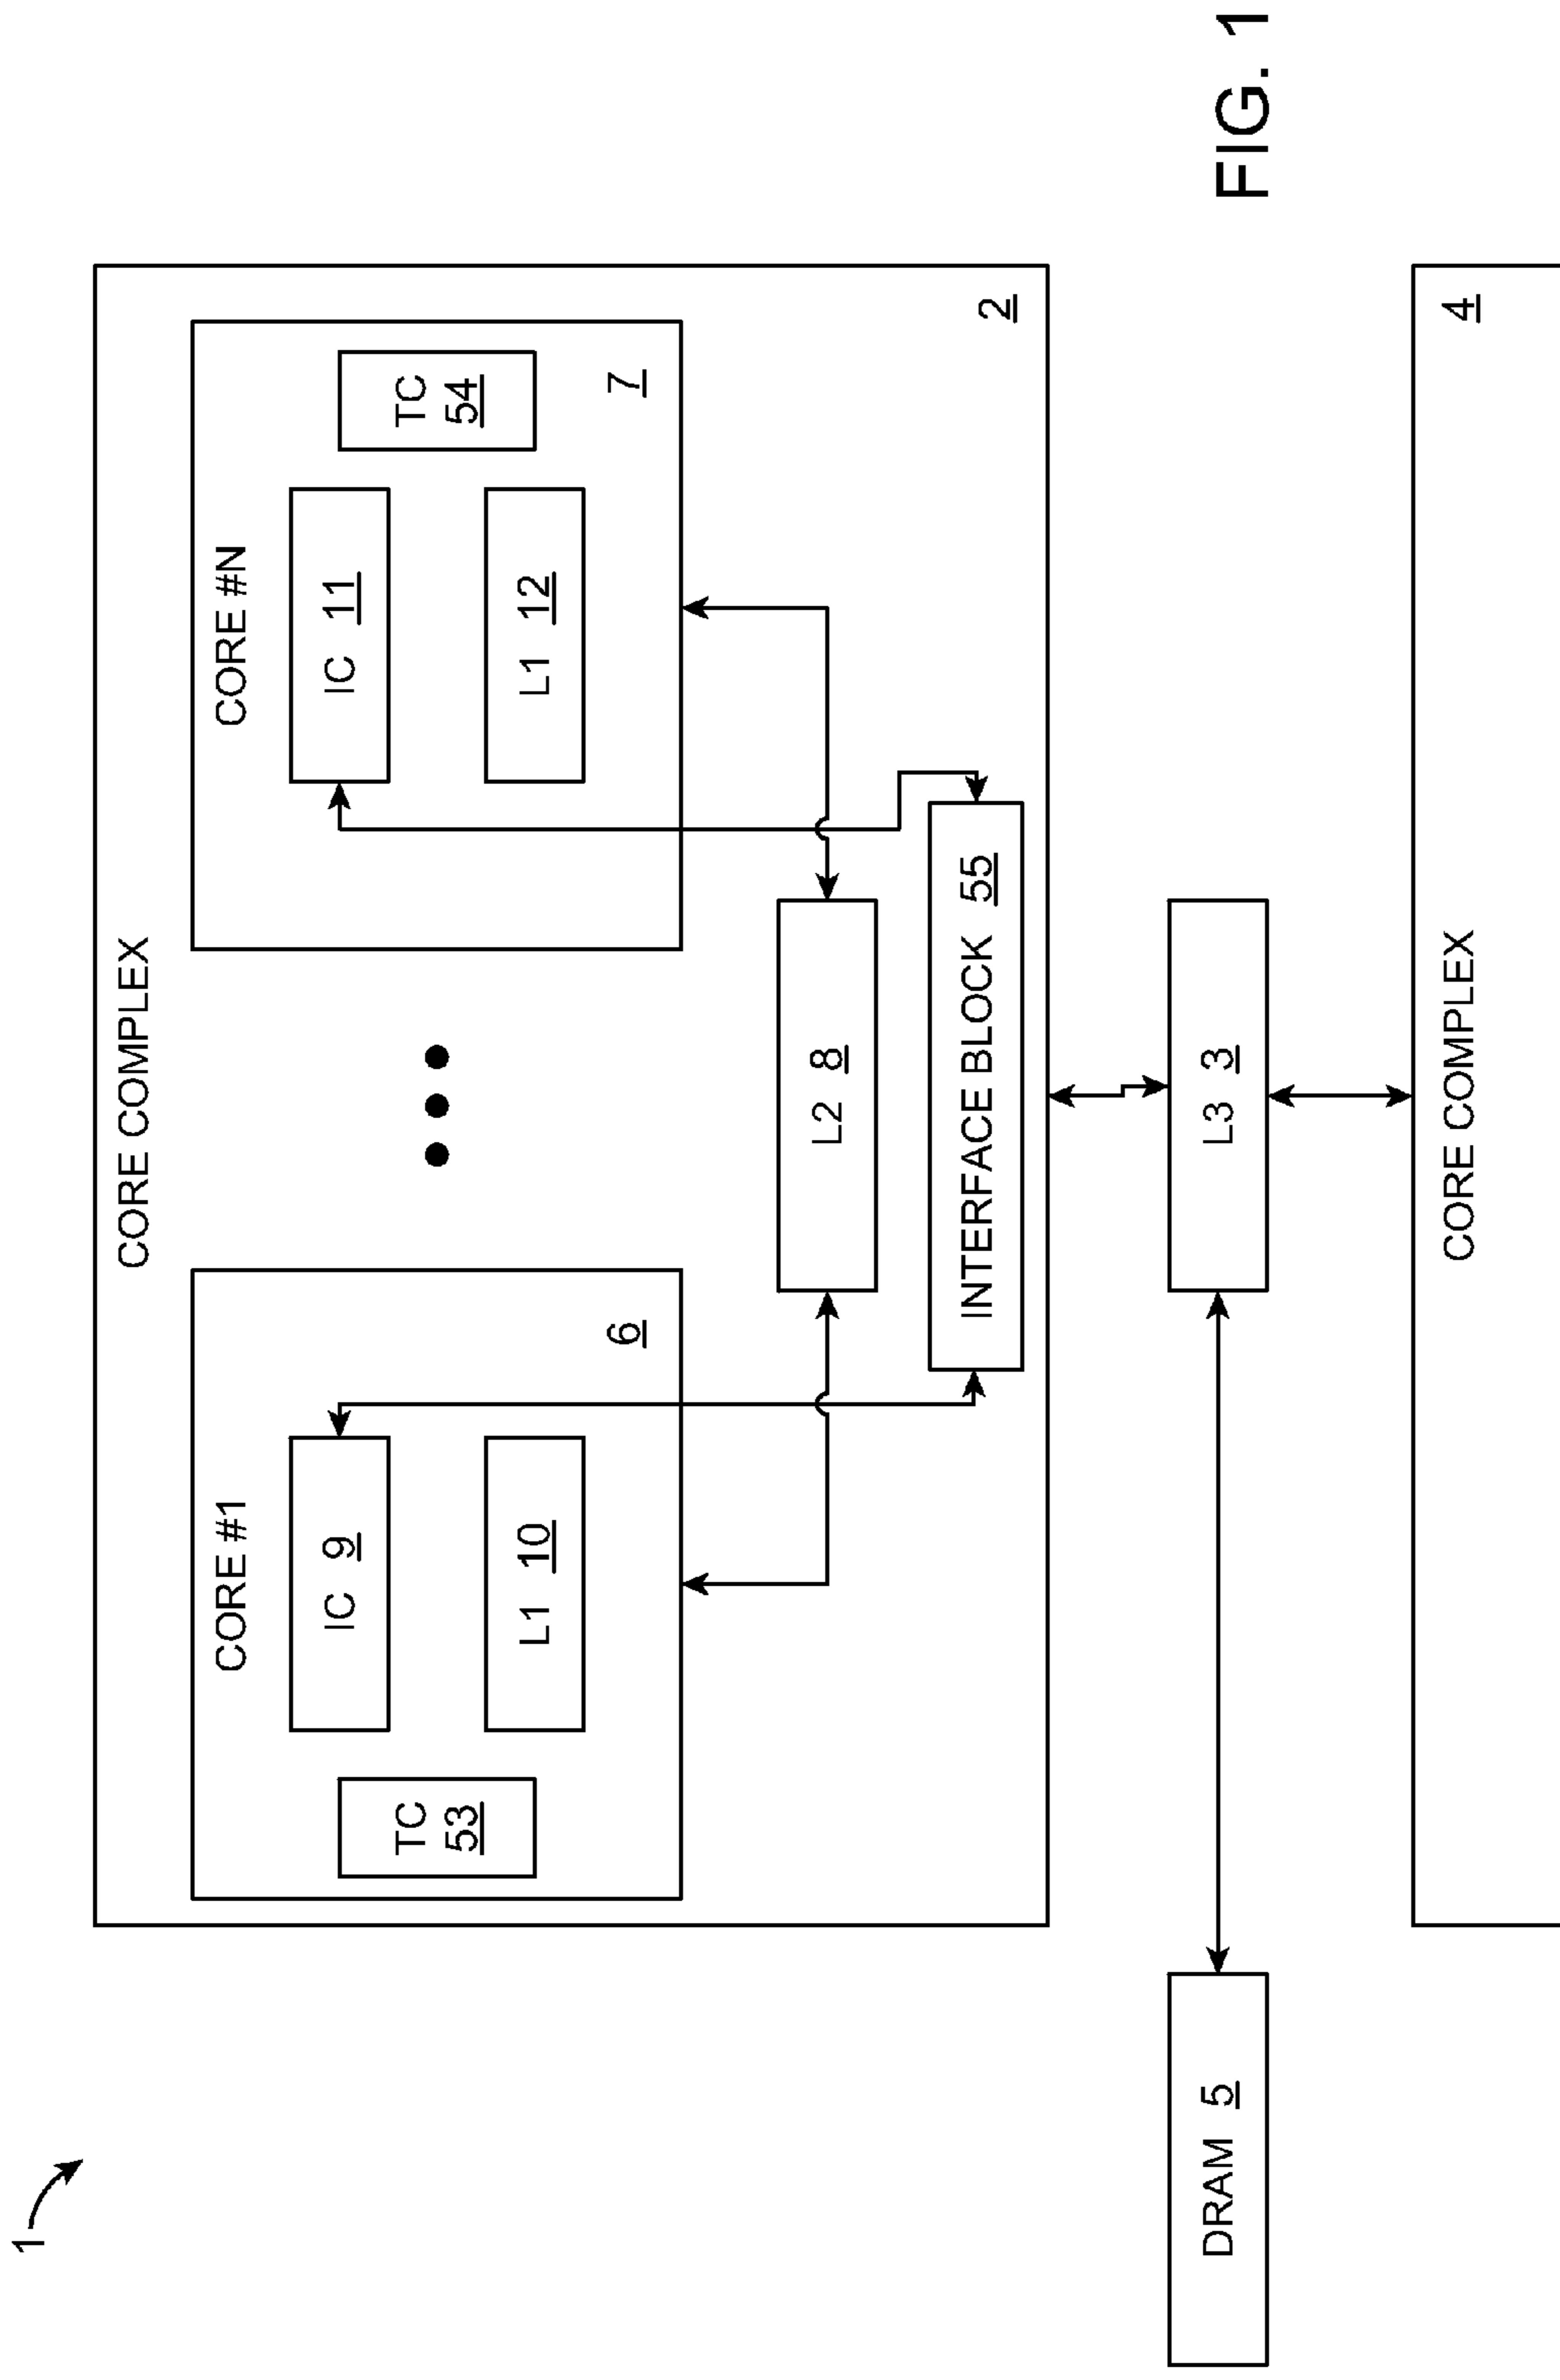 1
CORE COMPLEX
CORE #1
CORE #N
IC 9
IC 11
TC
53
TC
54
L1 10
L1 12
6
7
L2 8
INTERFACE BLOCK 55
2
DRAM 5
L3 3
FIG. 1
CORE COMPLEX
4